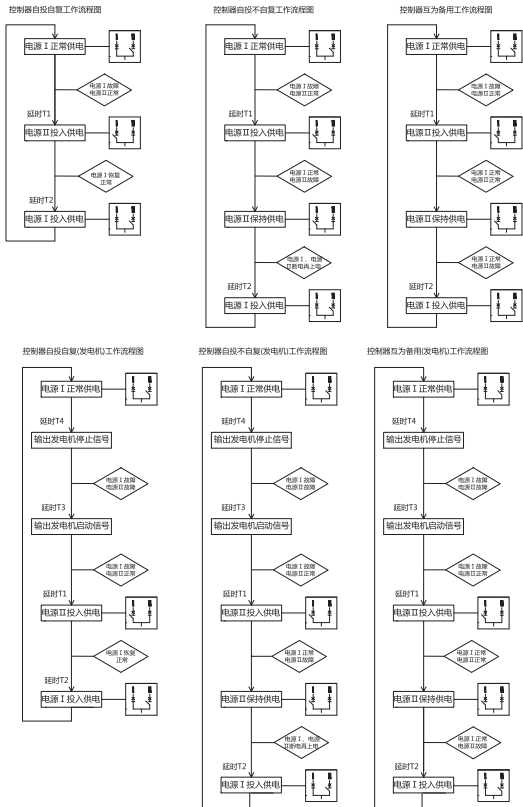 控制器自投自复工作流程图
电源Ⅰ正常供电
电源Ⅰ故障
电源Ⅱ正常
延时T1
电源Ⅱ投入供电
电源Ⅰ恢复
正常
延时T2
电源Ⅰ投入供电
控制器自投不自复工作流程图
电源Ⅰ正常供电
电源Ⅰ故障
电源Ⅱ正常
延时T1
电源Ⅱ投入供电
电源Ⅰ正常
电源Ⅱ故障
电源Ⅱ保持供电
电源Ⅰ、电源
Ⅱ断电再上电
延时T2
电源Ⅰ投入供电
控制器互为备用工作流程图
电源Ⅰ正常供电
电源Ⅰ故障
电源Ⅱ正常
延时T1
电源Ⅱ投入供电
电源Ⅰ正常
电源Ⅱ正常
电源Ⅱ保持供电
电源Ⅰ正常
电源Ⅱ故障
延时T2
电源Ⅰ投入供电
控制器自投自复(发电机)工作流程图
电源Ⅰ正常供电
延时T4
输出发电机停止信号
电源Ⅰ故障
电源Ⅱ故障
延时T3
输出发电机启动信号
电源Ⅰ故障
电源Ⅱ正常
延时T1
电源Ⅱ投入供电
电源Ⅰ恢复
正常
延时T2
电源Ⅰ投入供电
控制器自投不自复(发电机)工作流程图
电源Ⅰ正常供电
延时T4
输出发电机停止信号
电源Ⅰ故障
电源Ⅱ故障
延时T3
输出发电机启动信号
电源Ⅰ故障
电源Ⅱ正常
延时T1
电源Ⅱ投入供电
电源Ⅰ正常
电源Ⅱ故障
电源Ⅱ保持供电
电源Ⅰ、电源
Ⅱ断电再上电
延时T2
电源Ⅰ投入供电
控制器互为备用(发电机)工作流程图
电源Ⅰ正常供电
延时T4
输出发电机停止信号
电源Ⅰ故障
电源Ⅱ故障
延时T3
输出发电机启动信号
电源Ⅰ故障
电源Ⅱ正常
延时T1
电源Ⅱ投入供电
电源Ⅰ正常
电源Ⅱ正常
电源Ⅱ保持供电
电源Ⅰ正常
电源Ⅱ故障
延时T2
电源Ⅰ投入供电